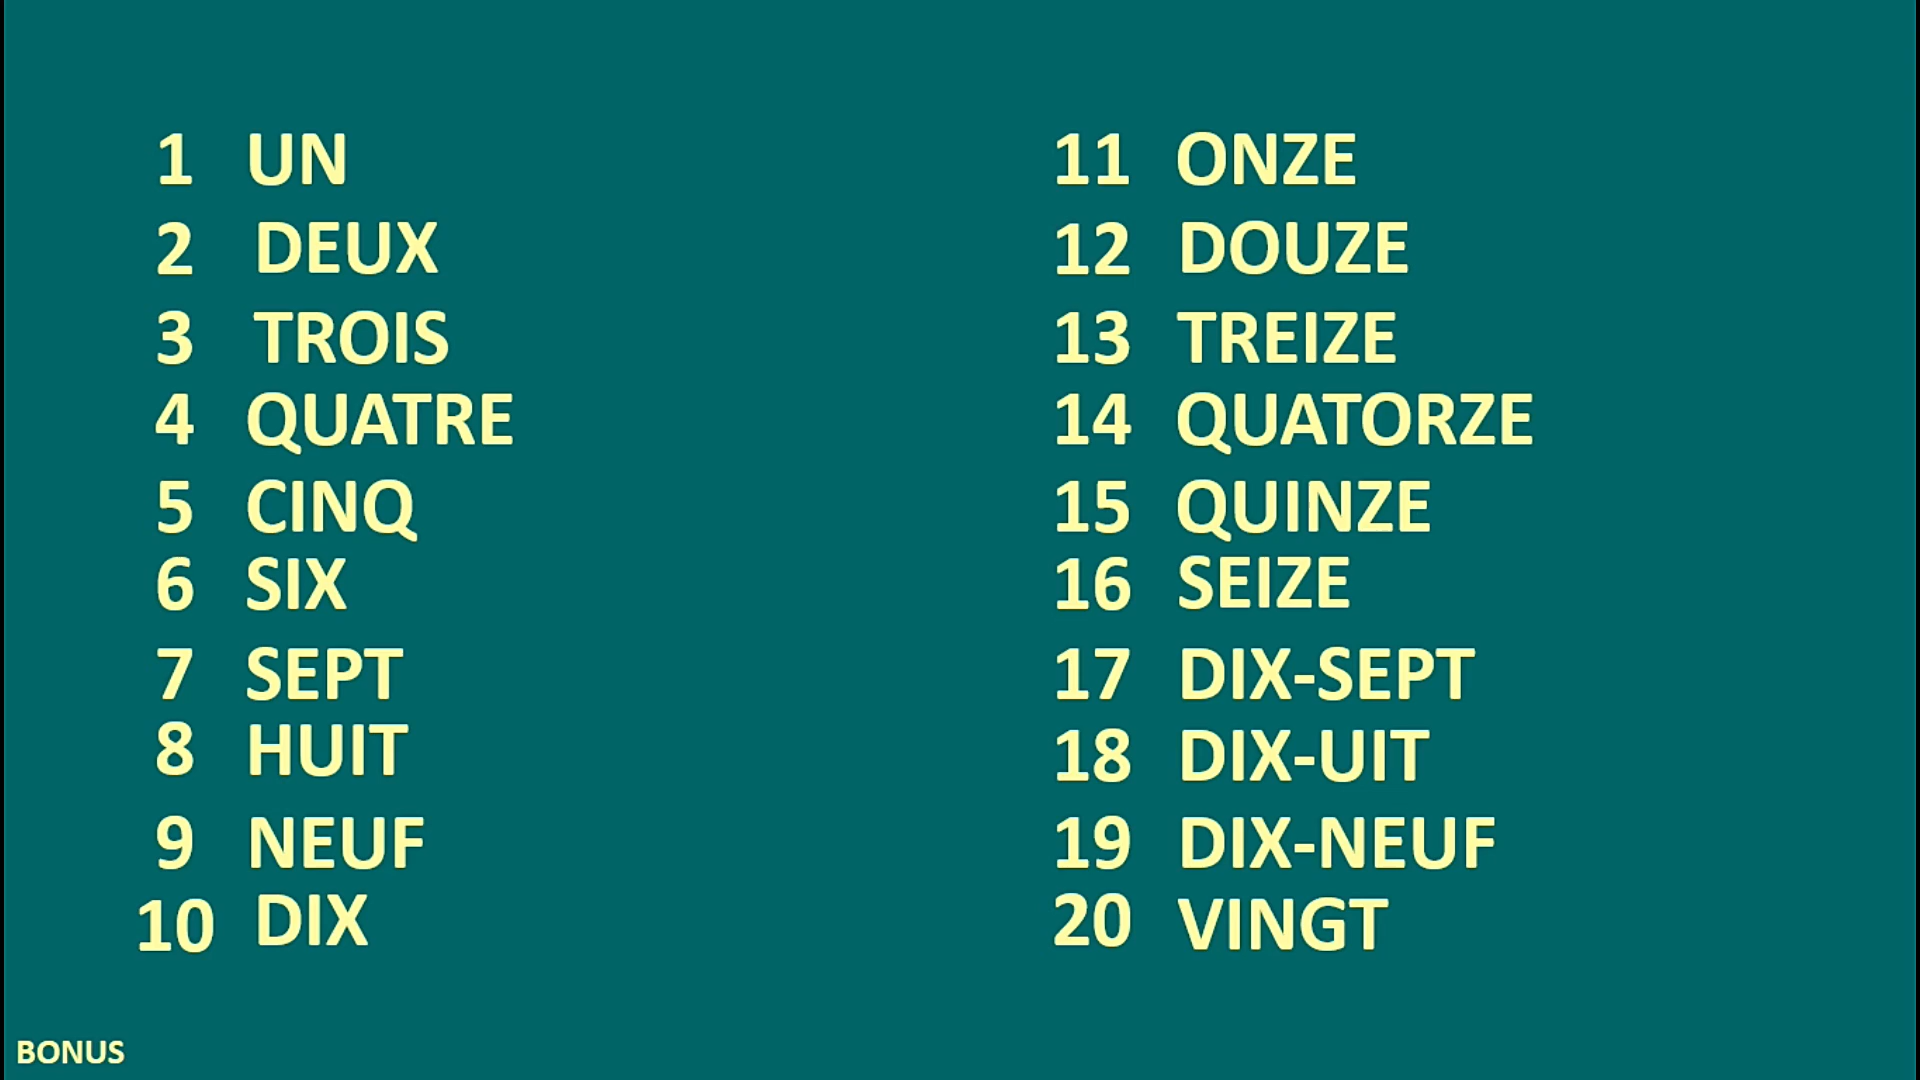 1 UN
2 DEUX
3 TROIS
4 QUATRE
5 CINQ
6 SIX
7 SEPT
8 HUIT
9 NEUF
10 DIX
11 ONZE
12 DOUZE
13 TREIZE
14 QUATORZE
15 QUINZE
16 SEIZE
17 DIX-SEPT
18 DIX-UIT
19 DIX-NEUF
20 VINGT
BONUS